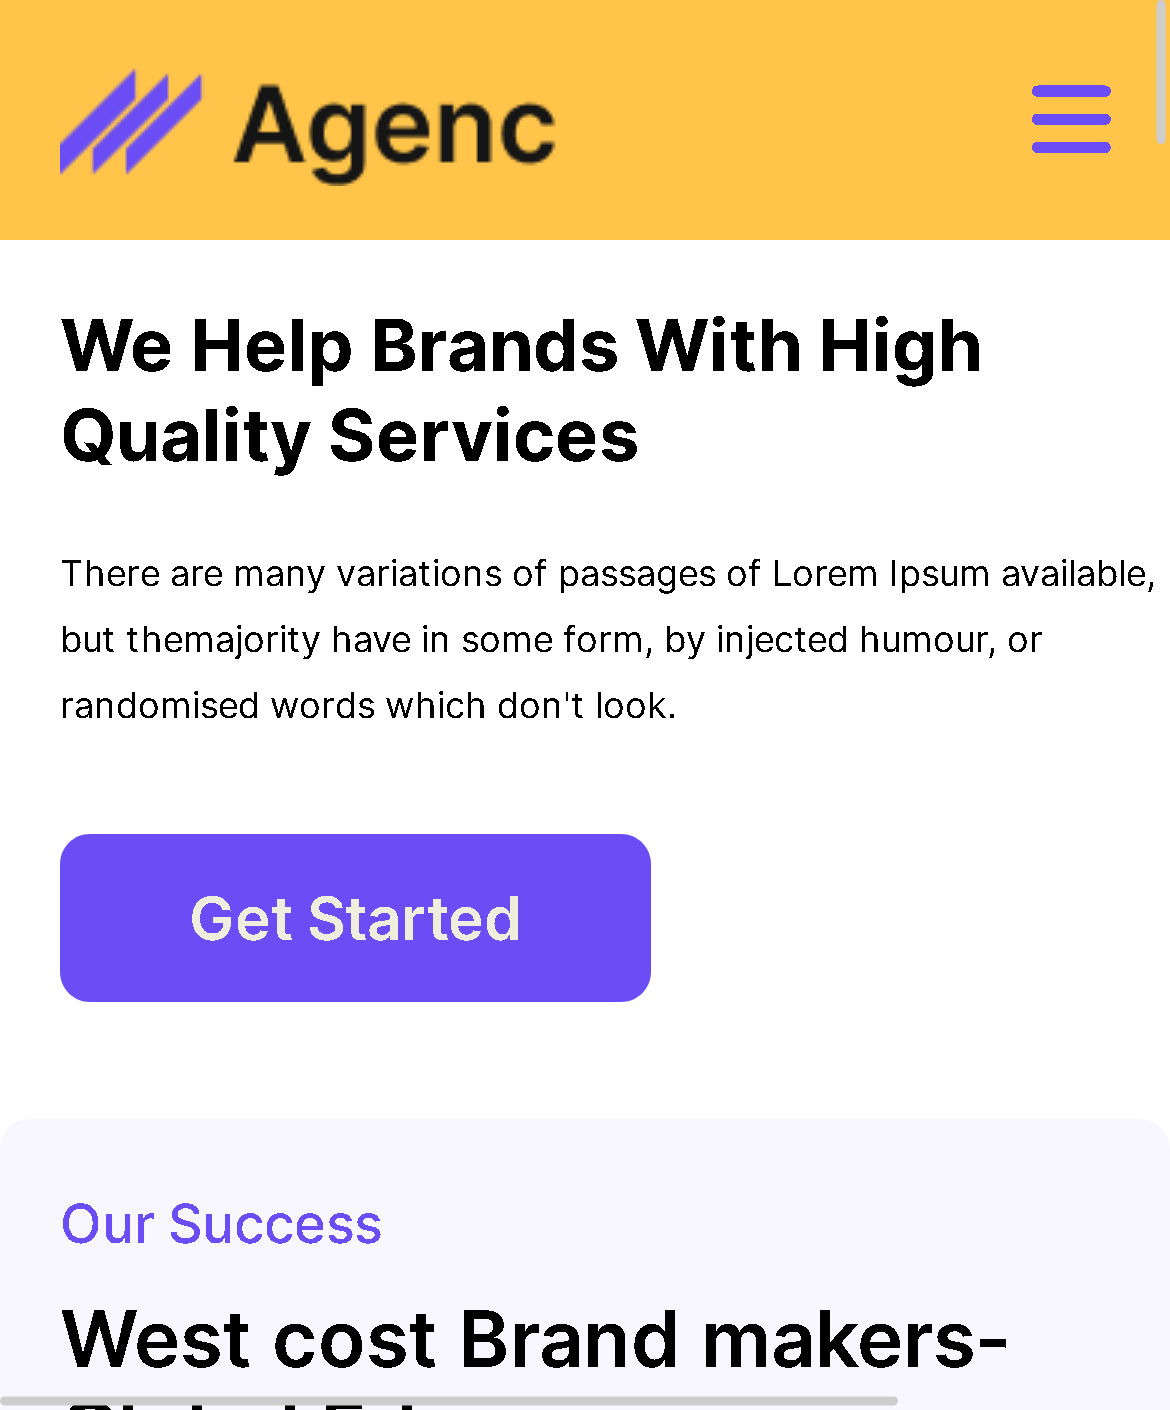 Agenc
We Help Brands With High
Quality Services
There are many variations of passages of Lorem Ipsum available,
but themajority have in some form, by injected humour, or
randomised words which don't look.
Get Started
Our Success
West cost Brand makers-